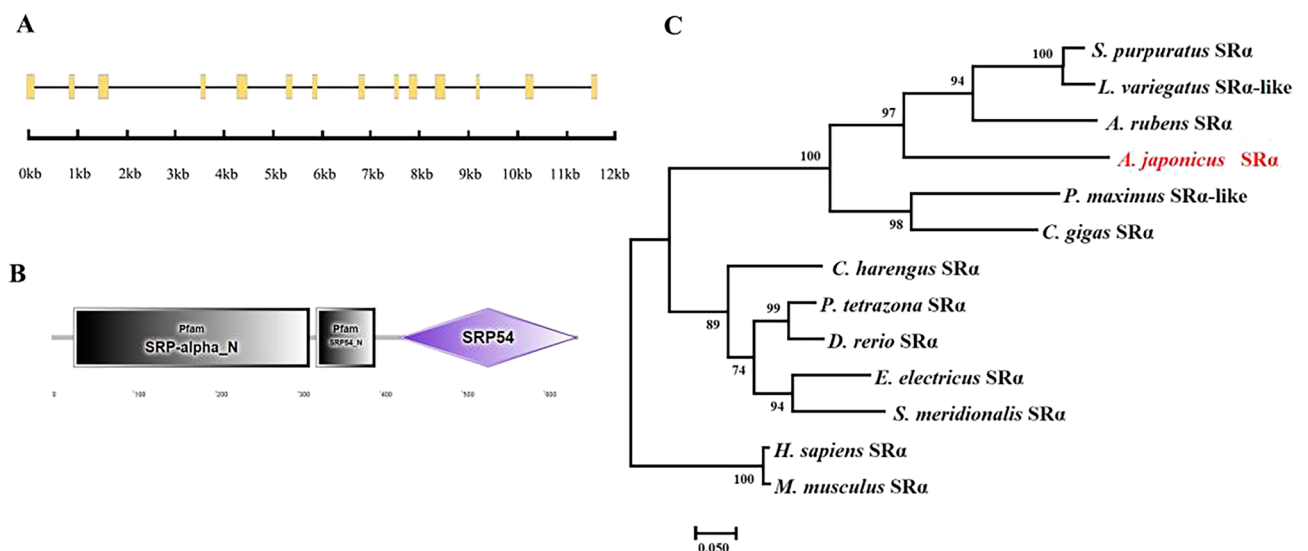 A
0kb 1kb 2kb 3kb 4kb 5kb 6kb 7kb 8kb 9kb 10kb 11kb 12kb
B
Pfam
SRP-alpha_N
Pfam
SRP54_N
SRP54
0 100 200 300 400 500 600
C
100
S. purpuratus SRα
94
L. variegatus SRα-like
97
A. rubens SRα
100
A. japonicus SRα
P. maximus SRα-like
98
C. gigas SRα
C. harengus SRα
89
99
P. tetrazona SRα
D. rerio SRα
74
E. electricus SRα
94
S. meridionalis SRα
H. sapiens SRα
100
M. musculus SRα
0.050